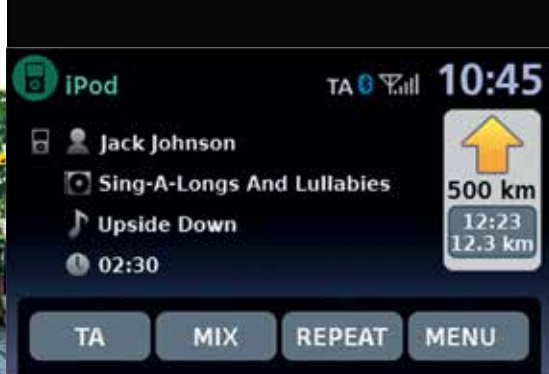 iPod
TA
10:45
Jack Johnson
Sing-A-Longs And Lullabies
500 km
Upside Down
12:23
12.3 km
02:30
TA MIX REPEAT MENU